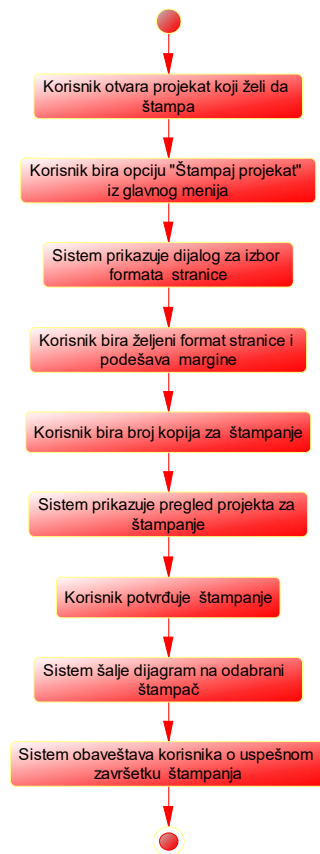 Korisnik otvara projekat koji želi da
štampa
Korisnik bira opciju "Štampaj projekat"
iz glavnog menija
Sistem prikazuje dijalog za izbor
formata stranice
Korisnik bira željeni format stranice i
podešava margine
Korisnik bira broj kopija za štampanje
Sistem prikazuje pregled projekta za
štampanje
Korisnik potvrđuje štampanje
Sistem šalje dijagram na odabrani
štampač
Sistem obaveštava korisnika o uspešnom
završetku štampanja